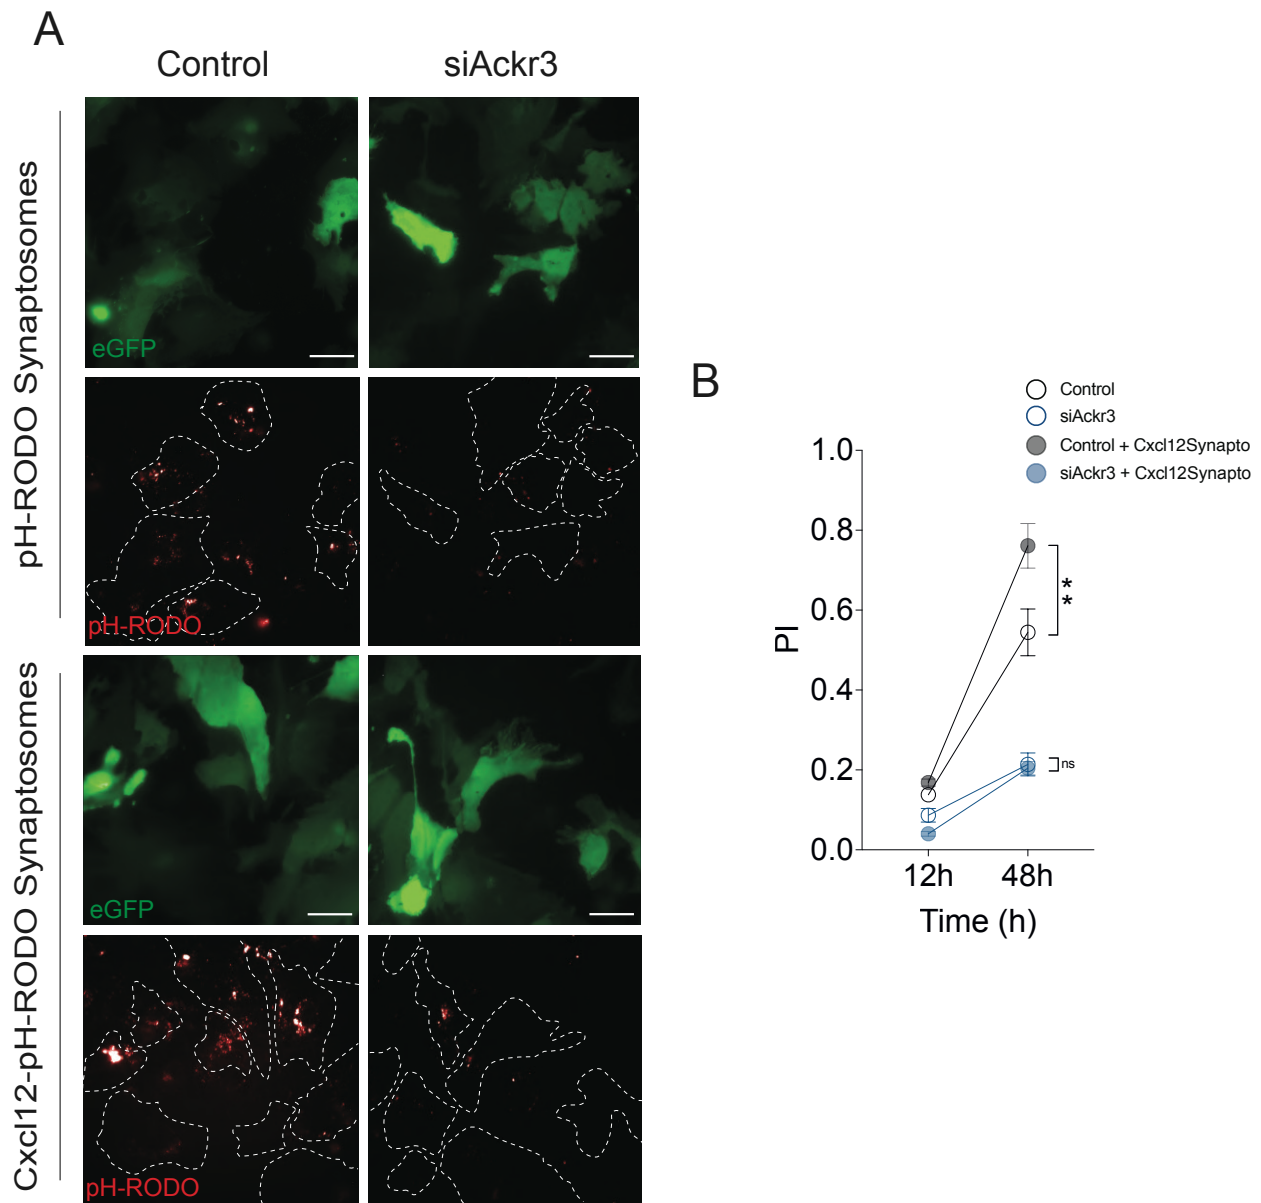 A
Control
siAckr3
pH-RODO Synaptosomes
eGFP
pH-RODO
Cxcl12-pH-RODO Synaptosomes
eGFP
pH-RODO
B
Control
siAckr3
Control + Cxcl12Synapto
siAckr3 + Cxcl12Synapto
1.0
0.8
0.6
0.4
0.2
0.0
PI
**
ns
12h
48h
Time (h)